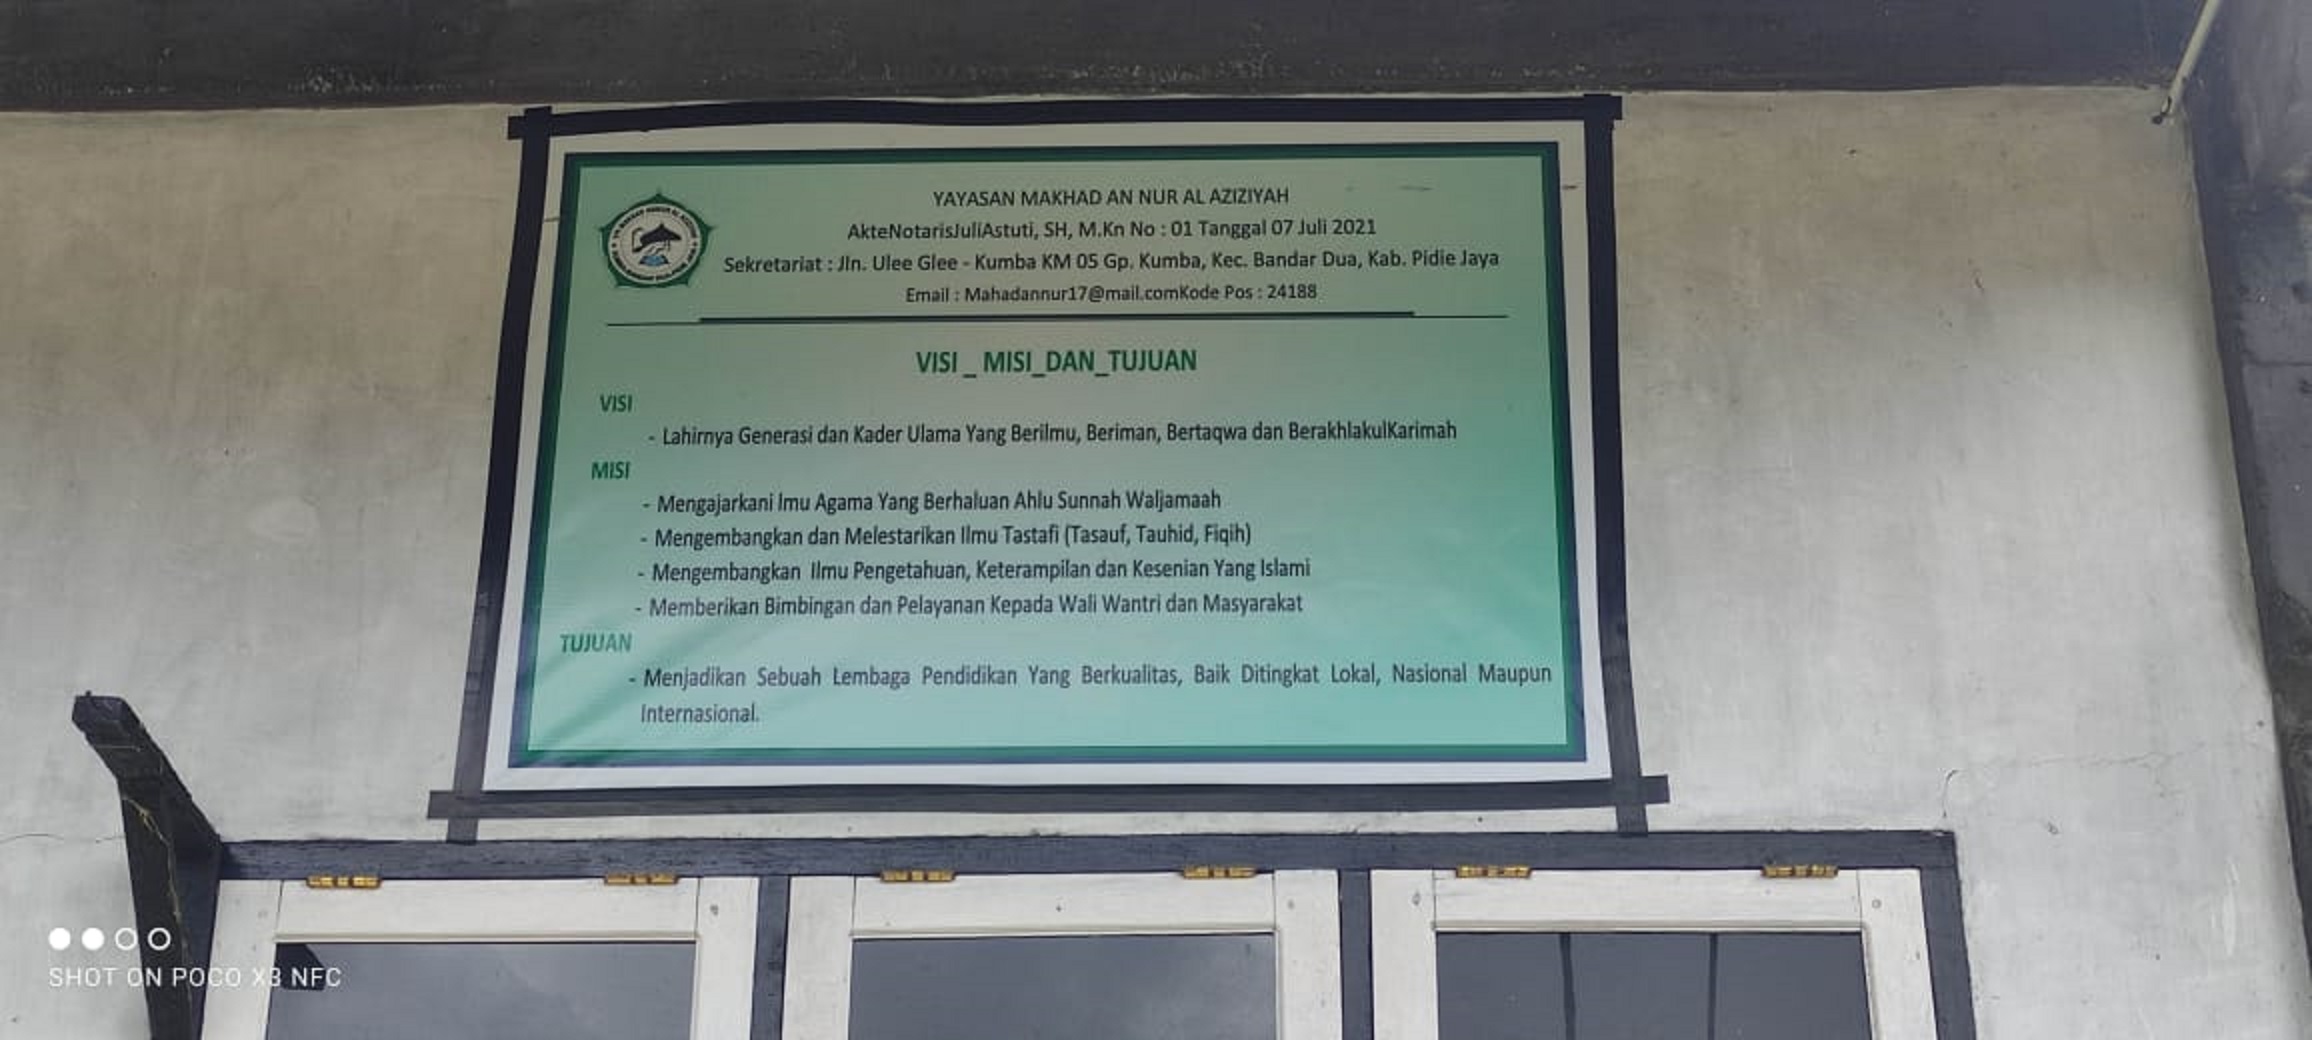 YAYASAN MAKHAD AN NUR AL AZIZIYAH
AkteNotarisJuliAstuti, SH, M.Kn No : 01 Tanggal 07 Juli 2021
Sekretariat : Jln. Ulee Glee - Kumba KM 05 Gp. Kumba, Kec. Bandar Dua, Kab. Pidie Jaya
Email : Mahadannur17@mail.comKode Pos : 24188
VISI _ MISI_DAN_TUJUAN
VISI
- Lahirnya Generasi dan Kader Ulama Yang Berilmu, Beriman, Bertaqwa dan BerakhlakulKarimah
MISI
- Mengajarkani lmu Agama Yang Berhaluan Ahlu Sunnah Waljamaah
- Mengembangkan dan Melestarikan Ilmu Tastafi (Tasauf, Tauhid, Fiqih)
- Mengembangkan Ilmu Pengetahuan, Keterampilan dan Kesenian Yang Islami
- Memberikan Bimbingan dan Pelayanan Kepada Wali Wantri dan Masyarakat
TUJUAN
- Menjadikan Sebuah Lembaga Pendidikan Yang Berkualitas, Baik Ditingkat Lokal, Nasional Maupun
Internasional.
SHOT ON POCO X3 NFC